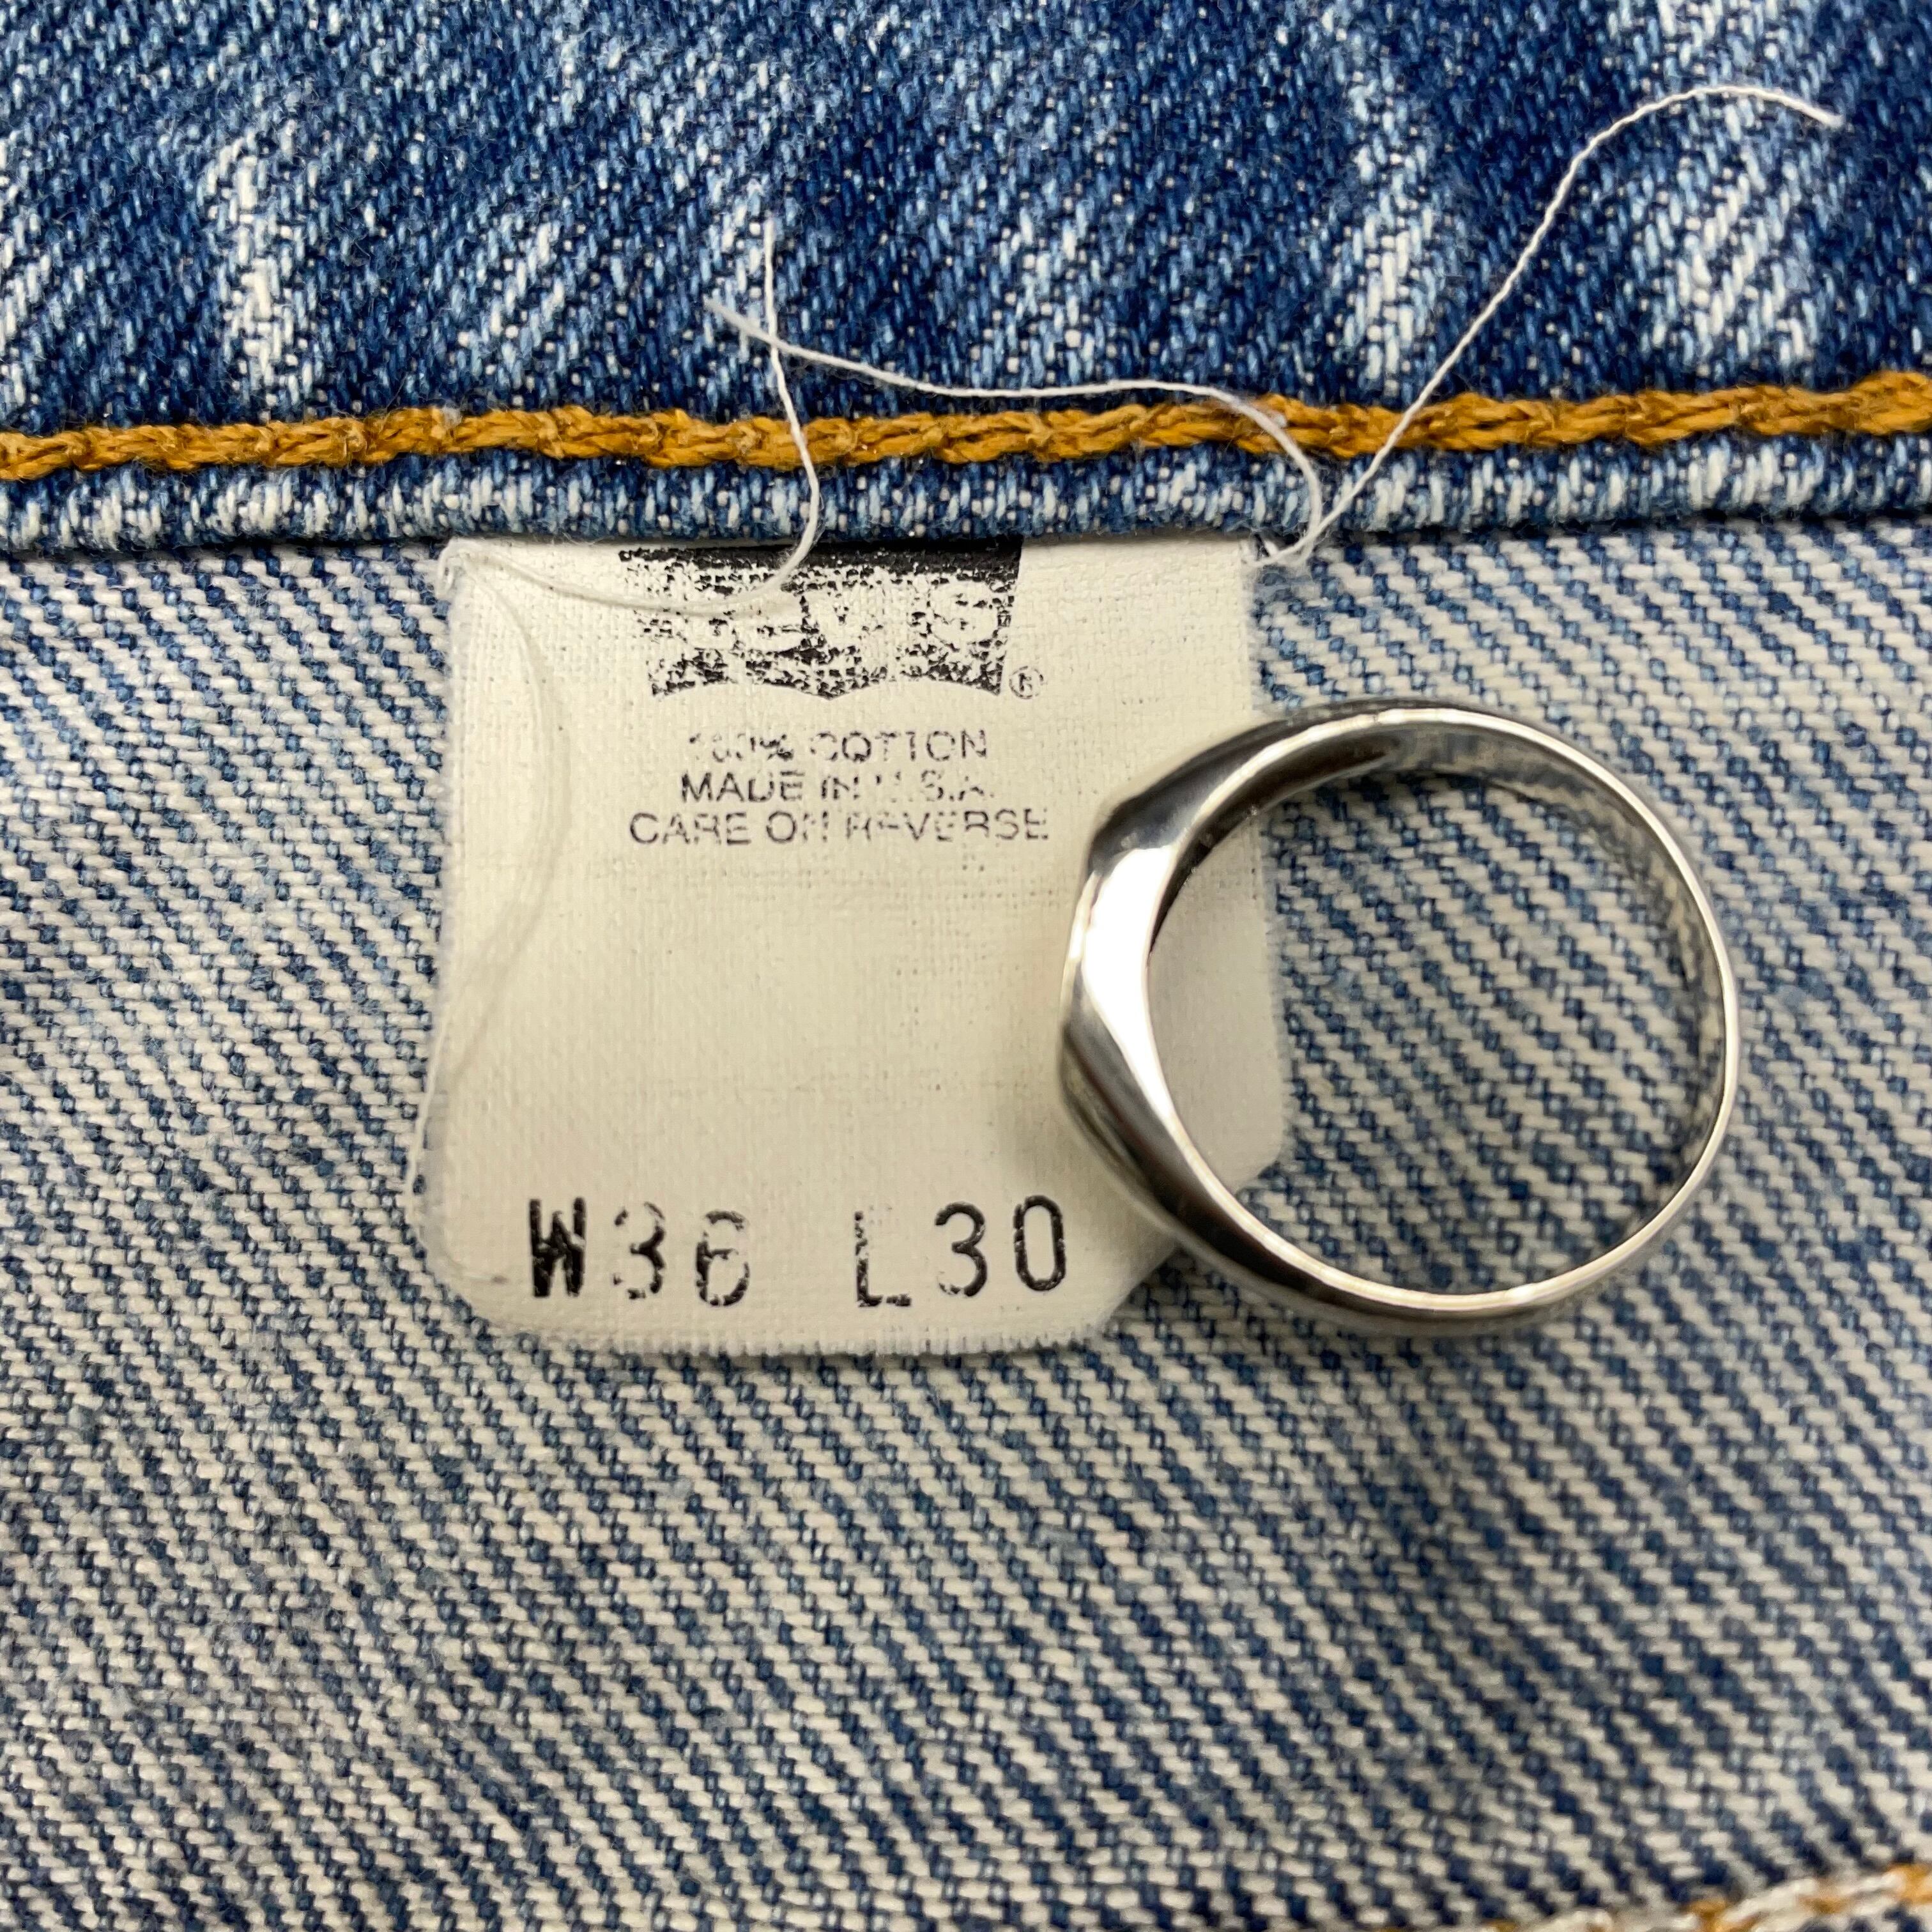 LEVI'S ®
100% COTTON
MADE IN U.S.A.
CARE ON REVERSE
W36 L30